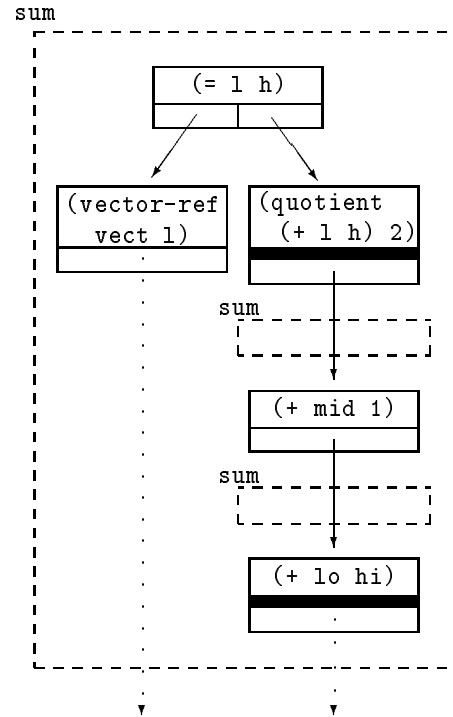 sum
(= l h)
(vector-ref
vect l)
(quotient
(+ l h) 2)
sum
(+ mid 1)
sum
(+ lo hi)